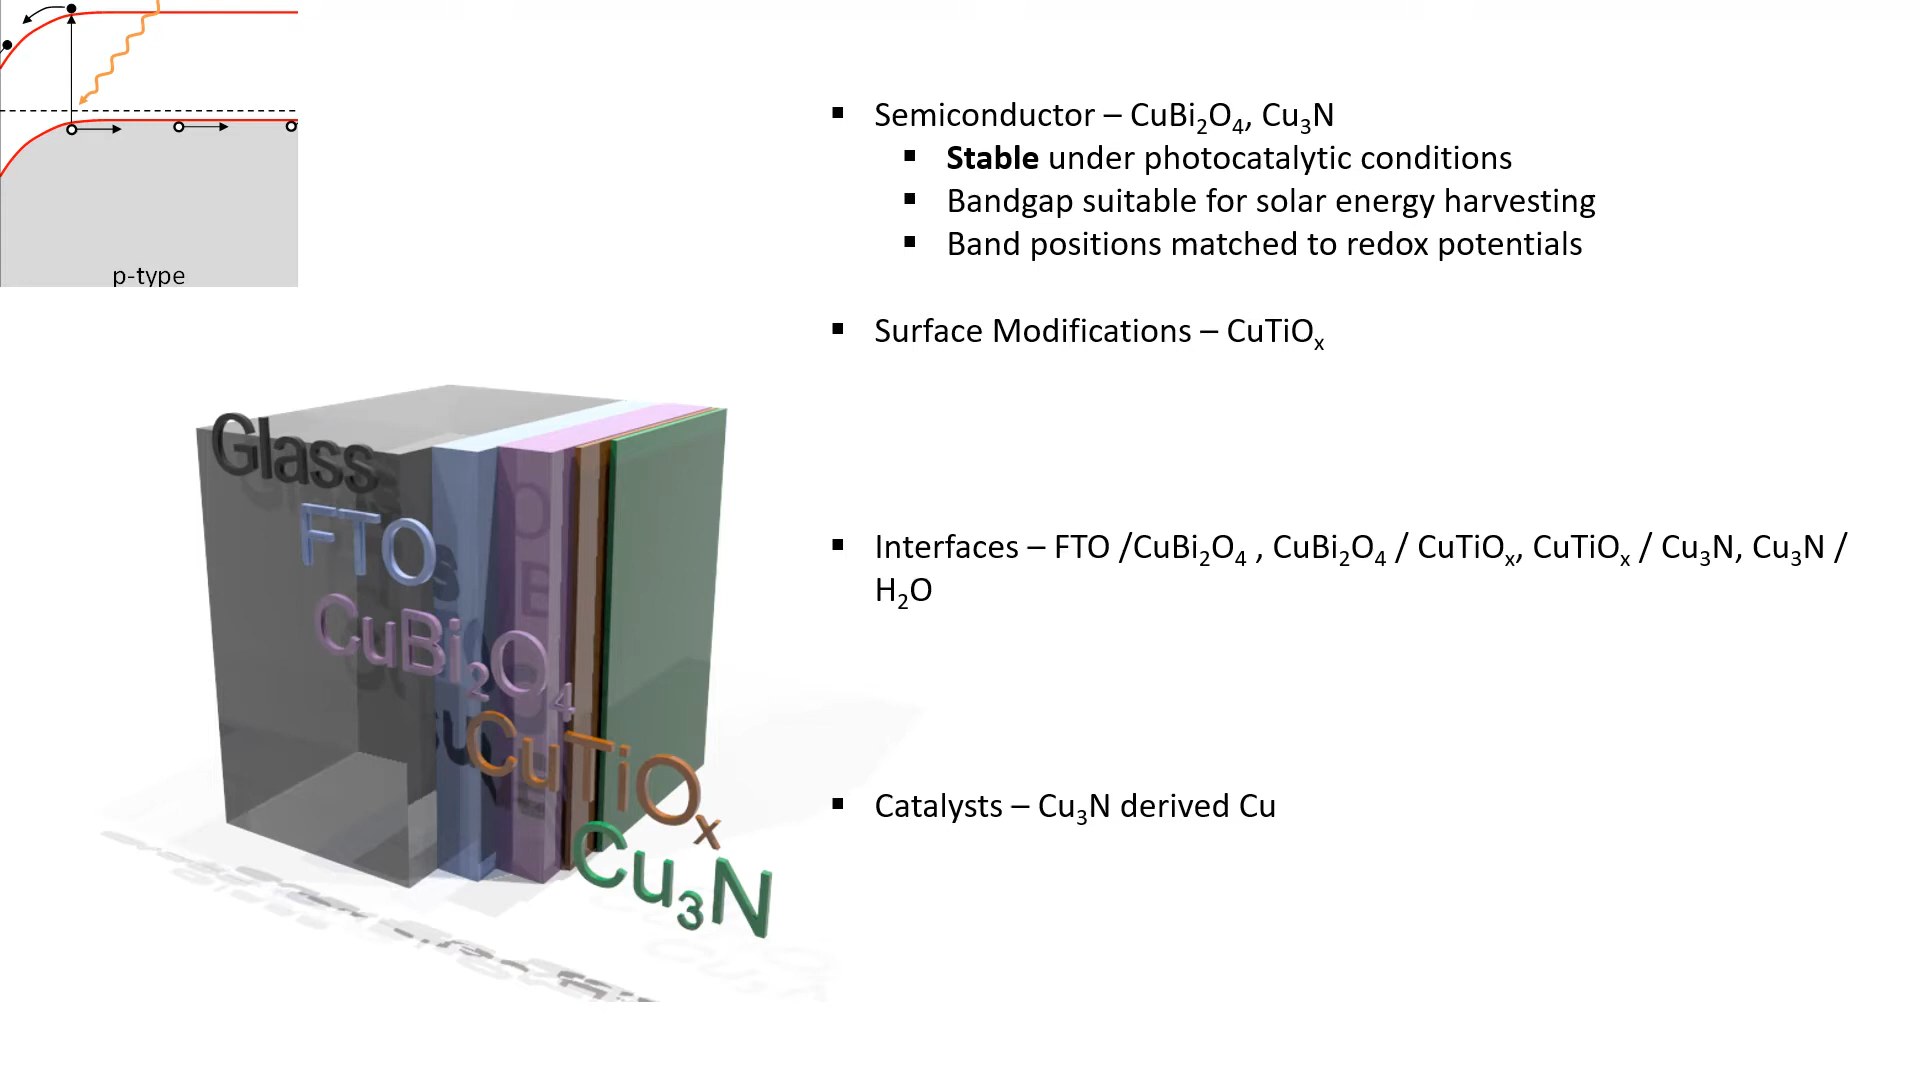 p-type
Glass
FTO
CuBi₂O₄
CuTiOₓ
Cu₃N
▪ Semiconductor – CuBi₂O₄, Cu₃N
▪ Stable under photocatalytic conditions
▪ Bandgap suitable for solar energy harvesting
▪ Band positions matched to redox potentials
▪ Surface Modifications – CuTiOₓ
▪ Interfaces – FTO /CuBi₂O₄ , CuBi₂O₄ / CuTiOₓ, CuTiOₓ / Cu₃N, Cu₃N /
H₂O
▪ Catalysts – Cu₃N derived Cu